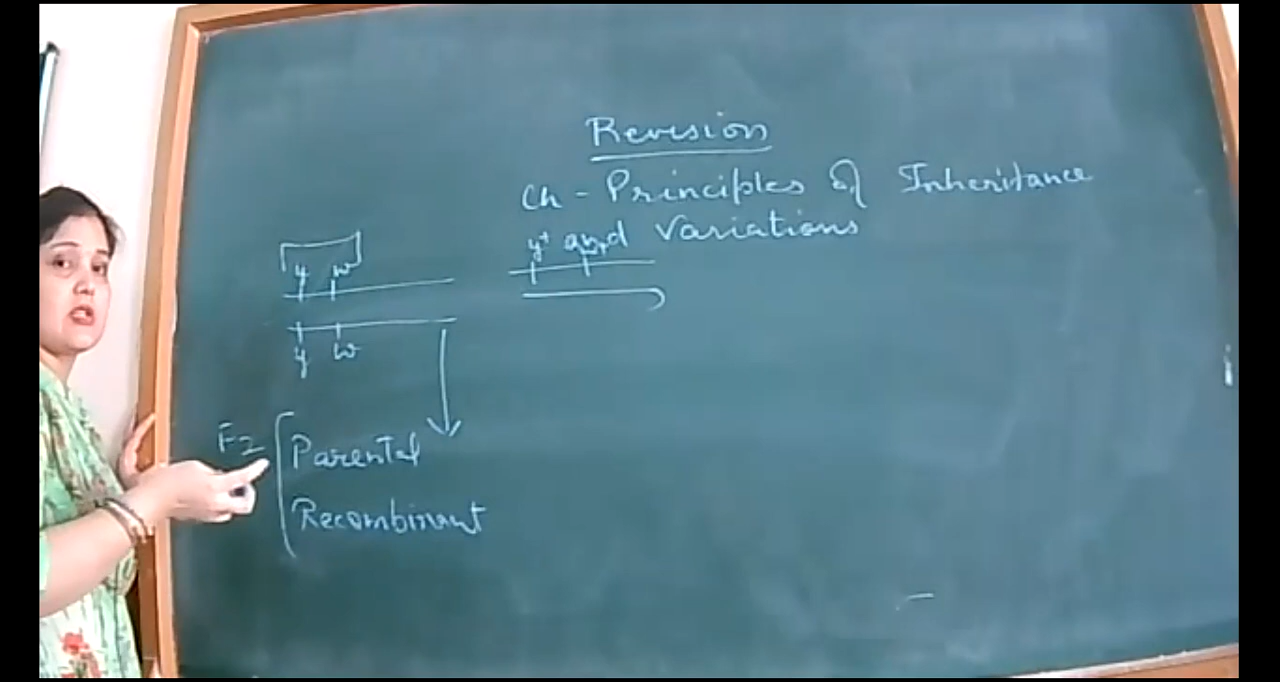 Revision
Ch - Principles of Inheritance
and Variations
y w
y+ w+
y w
F2
Parental
Recombinant